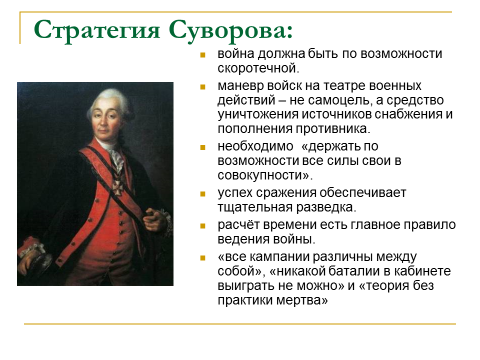 Стратегия Суворова:
война должна быть по возможности
скоротечной.
маневр войск на театре военных
действий – не самоцель, а средство
уничтожения источников снабжения и
пополнения противника.
необходимо «держать по
возможности все силы свои в
совокупности».
успех сражения обеспечивает
тщательная разведка.
расчёт времени есть главное правило
ведения войны.
«все кампании различны между
собой», «никакой баталии в кабинете
выиграть не можно» и «теория без
практики мертва»